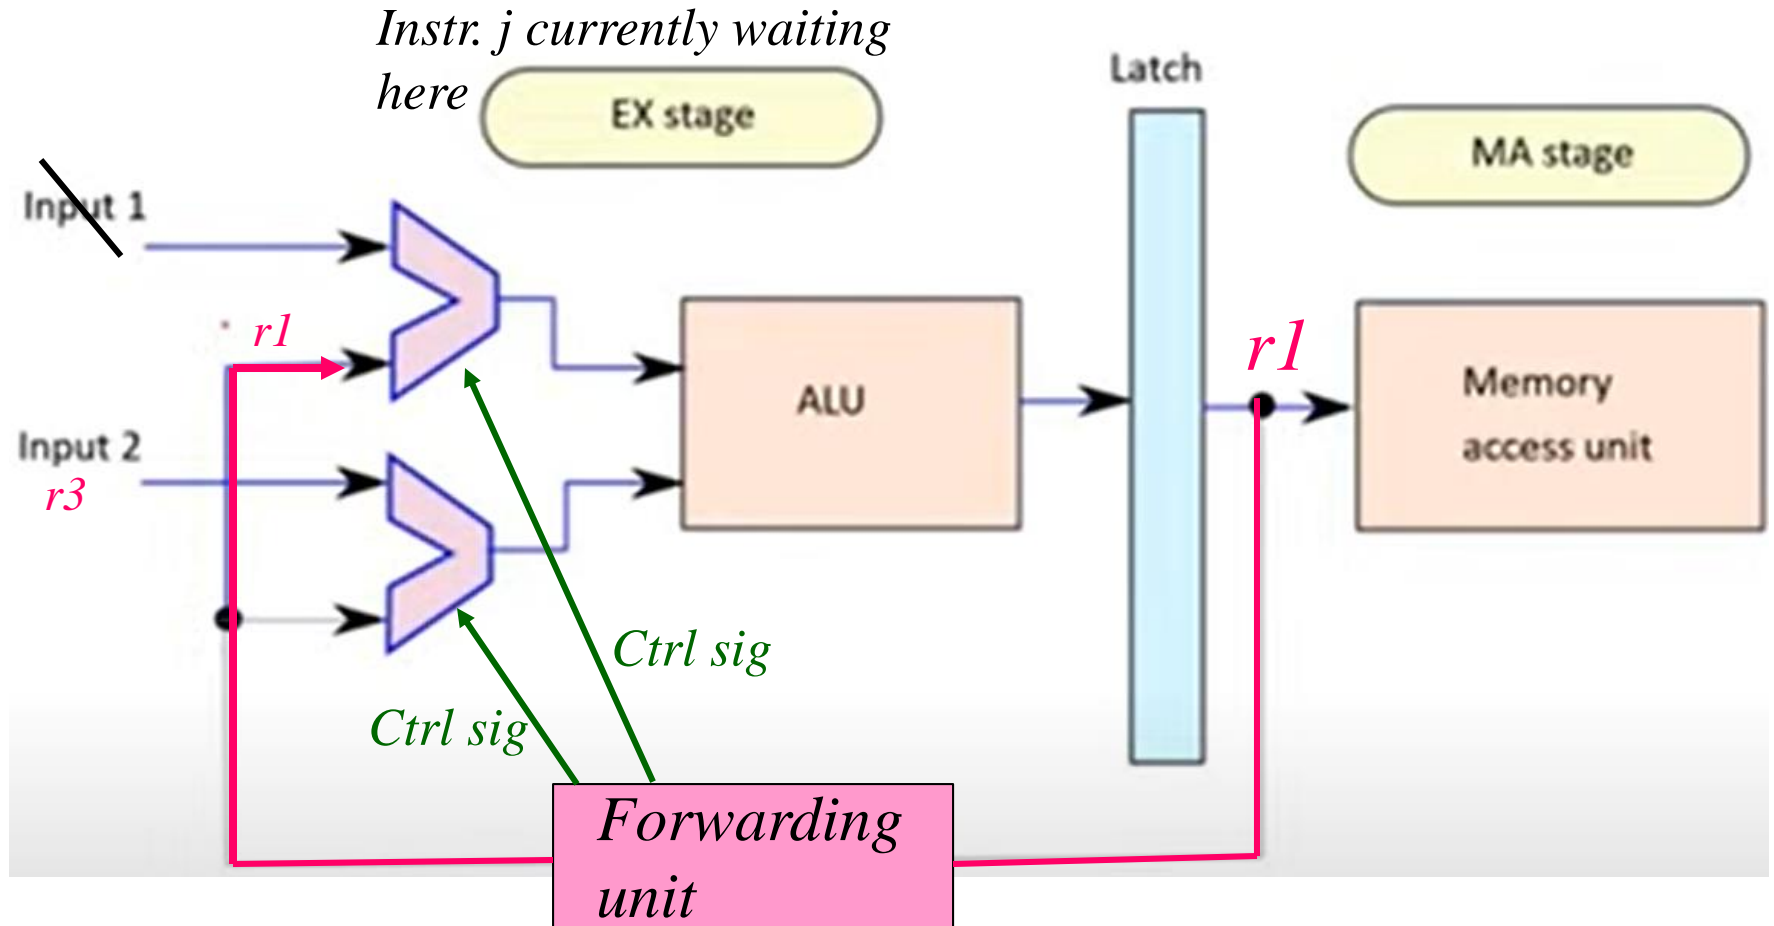 Instr. j currently waiting
here
EX stage
Latch
MA stage
Input 1
r1
r1
ALU
Memory
access unit
Input 2
r3
Ctrl sig
Ctrl sig
Forwarding
unit